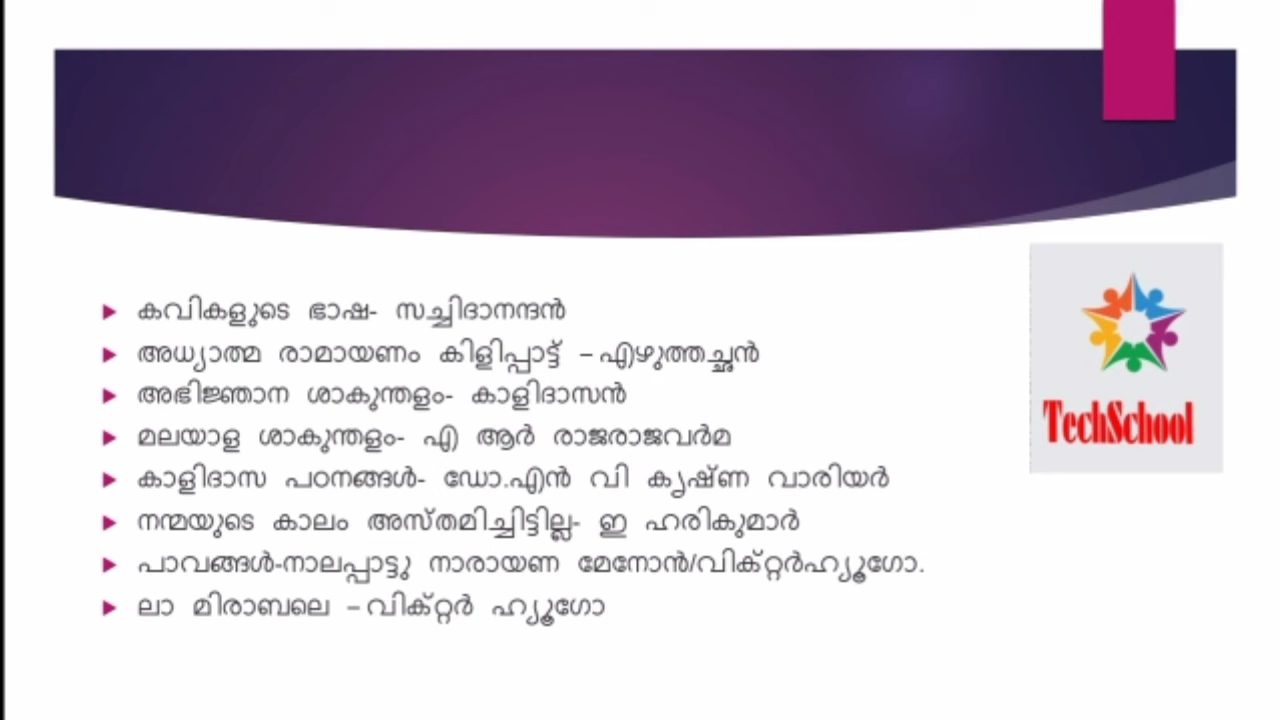 കവികളുടെ ഭാഷ- സച്ചിദാനന്ദൻ
അധ്യാത്മ രാമായണം കിളിപ്പാട്ട് – എഴുത്തച്ഛൻ
അഭിജ്ഞാന ശാകുന്തളം- കാളിദാസൻ
മലയാള ശാകുന്തളം- എ ആർ രാജരാജവർമ
കാളിദാസ പഠനങ്ങൾ- ഡോ.എൻ വി കൃഷ്ണ വാരിയർ
നന്മയുടെ കാലം അസ്തമിച്ചിട്ടില്ല- ഇ ഹരികുമാർ
പാവങ്ങൾ-നാലപ്പാട്ടു നാരായണ മേനോൻ/വിക്റ്റർഹ്യൂഗോ.
ലാ മിരാബലെ – വിക്റ്റർ ഹ്യൂഗോ
TechSchool